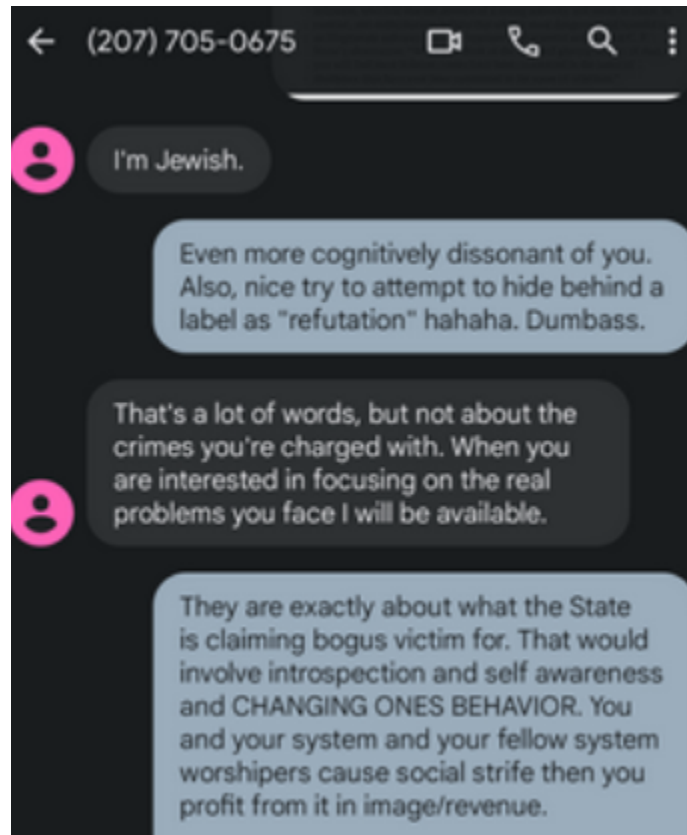 (207) 705-0675
I'm Jewish.
Even more cognitively dissonant of you.
Also, nice try to attempt to hide behind a
label as "refutation" hahaha. Dumbass.
That's a lot of words, but not about the
crimes you're charged with. When you
are interested in focusing on the real
problems you face I will be available.
They are exactly about what the State
is claiming bogus victim for. That would
involve introspection and self awareness
and CHANGING ONES BEHAVIOR. You
and your system and your fellow system
worshipers cause social strife then you
profit from it in image/revenue.